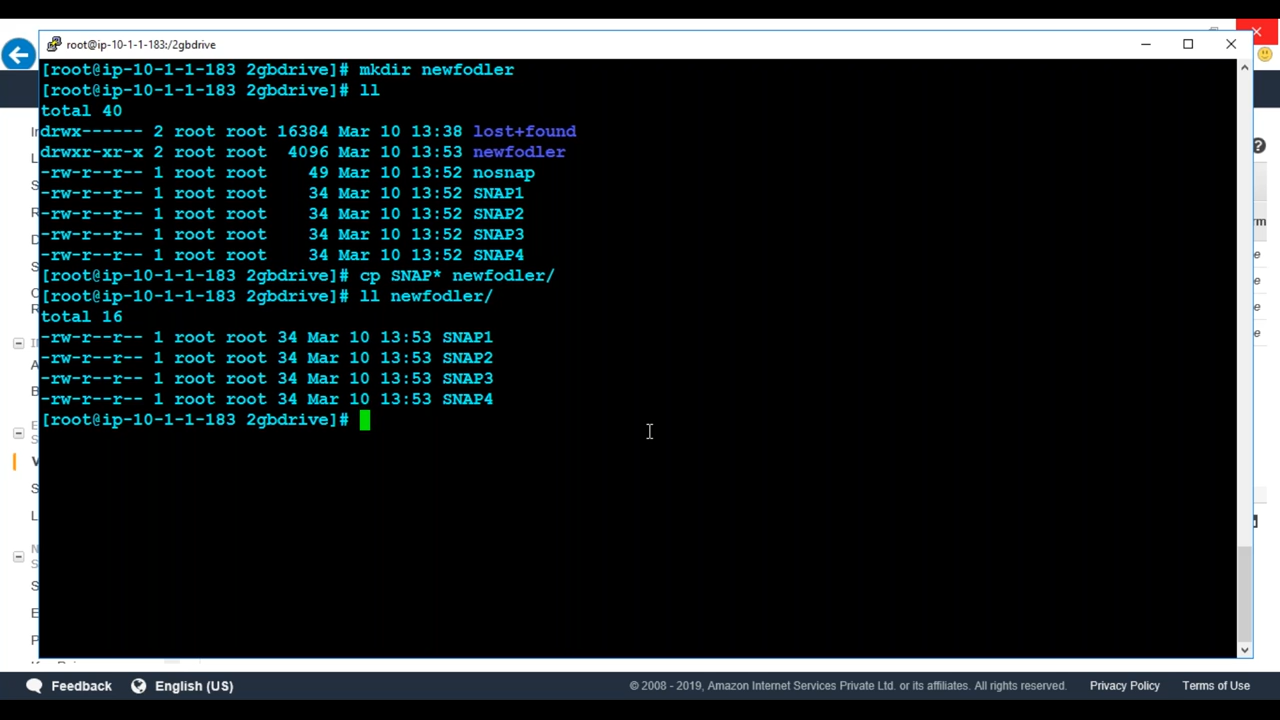 root@ip-10-1-1-183:/2gbdrive
[root@ip-10-1-1-183 2gbdrive]# mkdir newfodler
[root@ip-10-1-1-183 2gbdrive]# ll
total 40
drwx------ 2 root root 16384 Mar 10 13:38 lost+found
drwxr-xr-x 2 root root  4096 Mar 10 13:53 newfodler
-rw-r--r-- 1 root root    49 Mar 10 13:52 nosnap
-rw-r--r-- 1 root root    34 Mar 10 13:52 SNAP1
-rw-r--r-- 1 root root    34 Mar 10 13:52 SNAP2
-rw-r--r-- 1 root root    34 Mar 10 13:52 SNAP3
-rw-r--r-- 1 root root    34 Mar 10 13:52 SNAP4
[root@ip-10-1-1-183 2gbdrive]# cp SNAP* newfodler/
[root@ip-10-1-1-183 2gbdrive]# ll newfodler/
total 16
-rw-r--r-- 1 root root 34 Mar 10 13:53 SNAP1
-rw-r--r-- 1 root root 34 Mar 10 13:53 SNAP2
-rw-r--r-- 1 root root 34 Mar 10 13:53 SNAP3
-rw-r--r-- 1 root root 34 Mar 10 13:53 SNAP4
[root@ip-10-1-1-183 2gbdrive]#
Feedback English (US) © 2008 - 2019, Amazon Internet Services Private Ltd. or its affiliates. All rights reserved. Privacy Policy Terms of Use